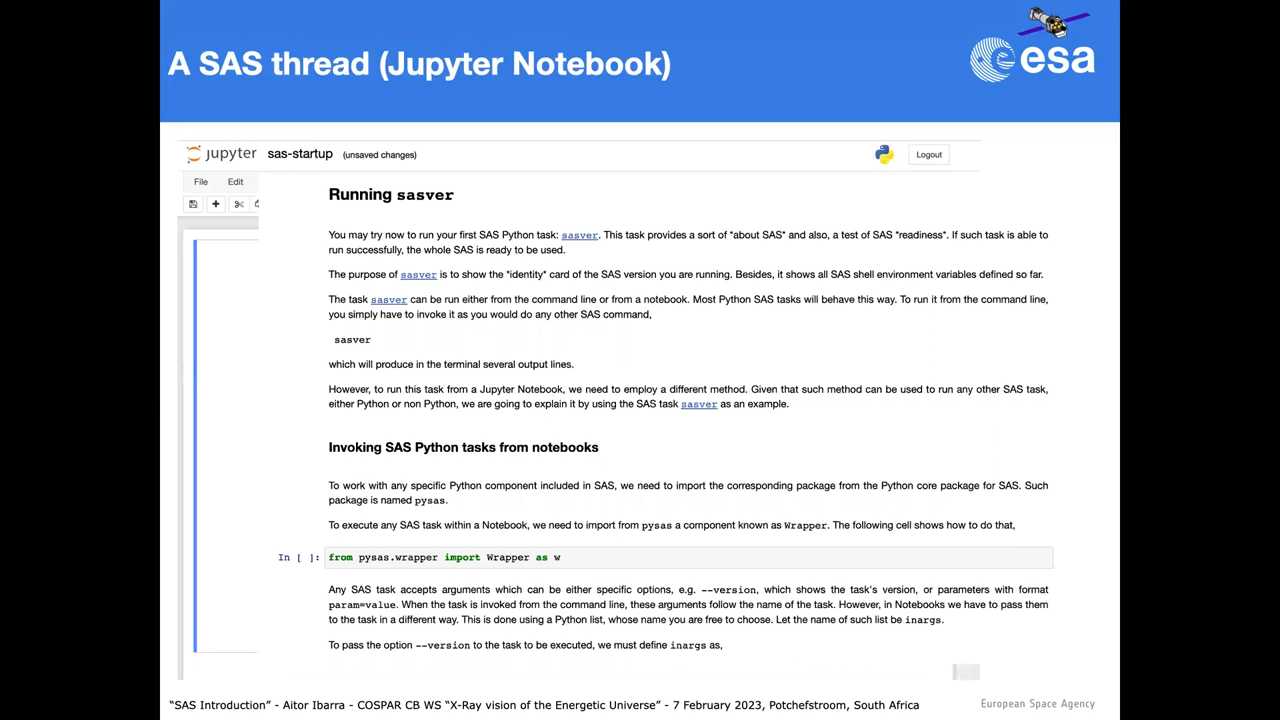 A SAS thread (Jupyter Notebook)
esa
jupyter sas-startup (unsaved changes)
Logout
File Edit
Running sasver
You may try now to run your first SAS Python task: sasver. This task provides a sort of *about SAS* and also, a test of SAS *readiness*. If such task is able to
run successfully, the whole SAS is ready to be used.
The purpose of sasver is to show the *identity* card of the SAS version you are running. Besides, it shows all SAS shell environment variables defined so far.
The task sasver can be run either from the command line or from a notebook. Most Python SAS tasks will behave this way. To run it from the command line,
you simply have to invoke it as you would do any other SAS command,
sasver
which will produce in the terminal several output lines.
However, to run this task from a Jupyter Notebook, we need to employ a different method. Given that such method can be used to run any other SAS task,
either Python or non Python, we are going to explain it by using the SAS task sasver as an example.
Invoking SAS Python tasks from notebooks
To work with any specific Python component included in SAS, we need to import the corresponding package from the Python core package for SAS. Such
package is named pysas.
To execute any SAS task within a Notebook, we need to import from pysas a component known as Wrapper. The following cell shows how to do that,
In [ ]: from pysas.wrapper import Wrapper as w
Any SAS task accepts arguments which can be either specific options, e.g. --version, which shows the task's version, or parameters with format
param=value. When the task is invoked from the command line, these arguments follow the name of the task. However, in Notebooks we have to pass them
to the task in a different way. This is done using a Python list, whose name you are free to choose. Let the name of such list be inargs.
To pass the option --version to the task to be executed, we must define inargs as,
“SAS Introduction” - Aitor Ibarra - COSPAR CB WS “X-Ray vision of the Energetic Universe” - 7 February 2023, Potchefstroom, South Africa
European Space Agency